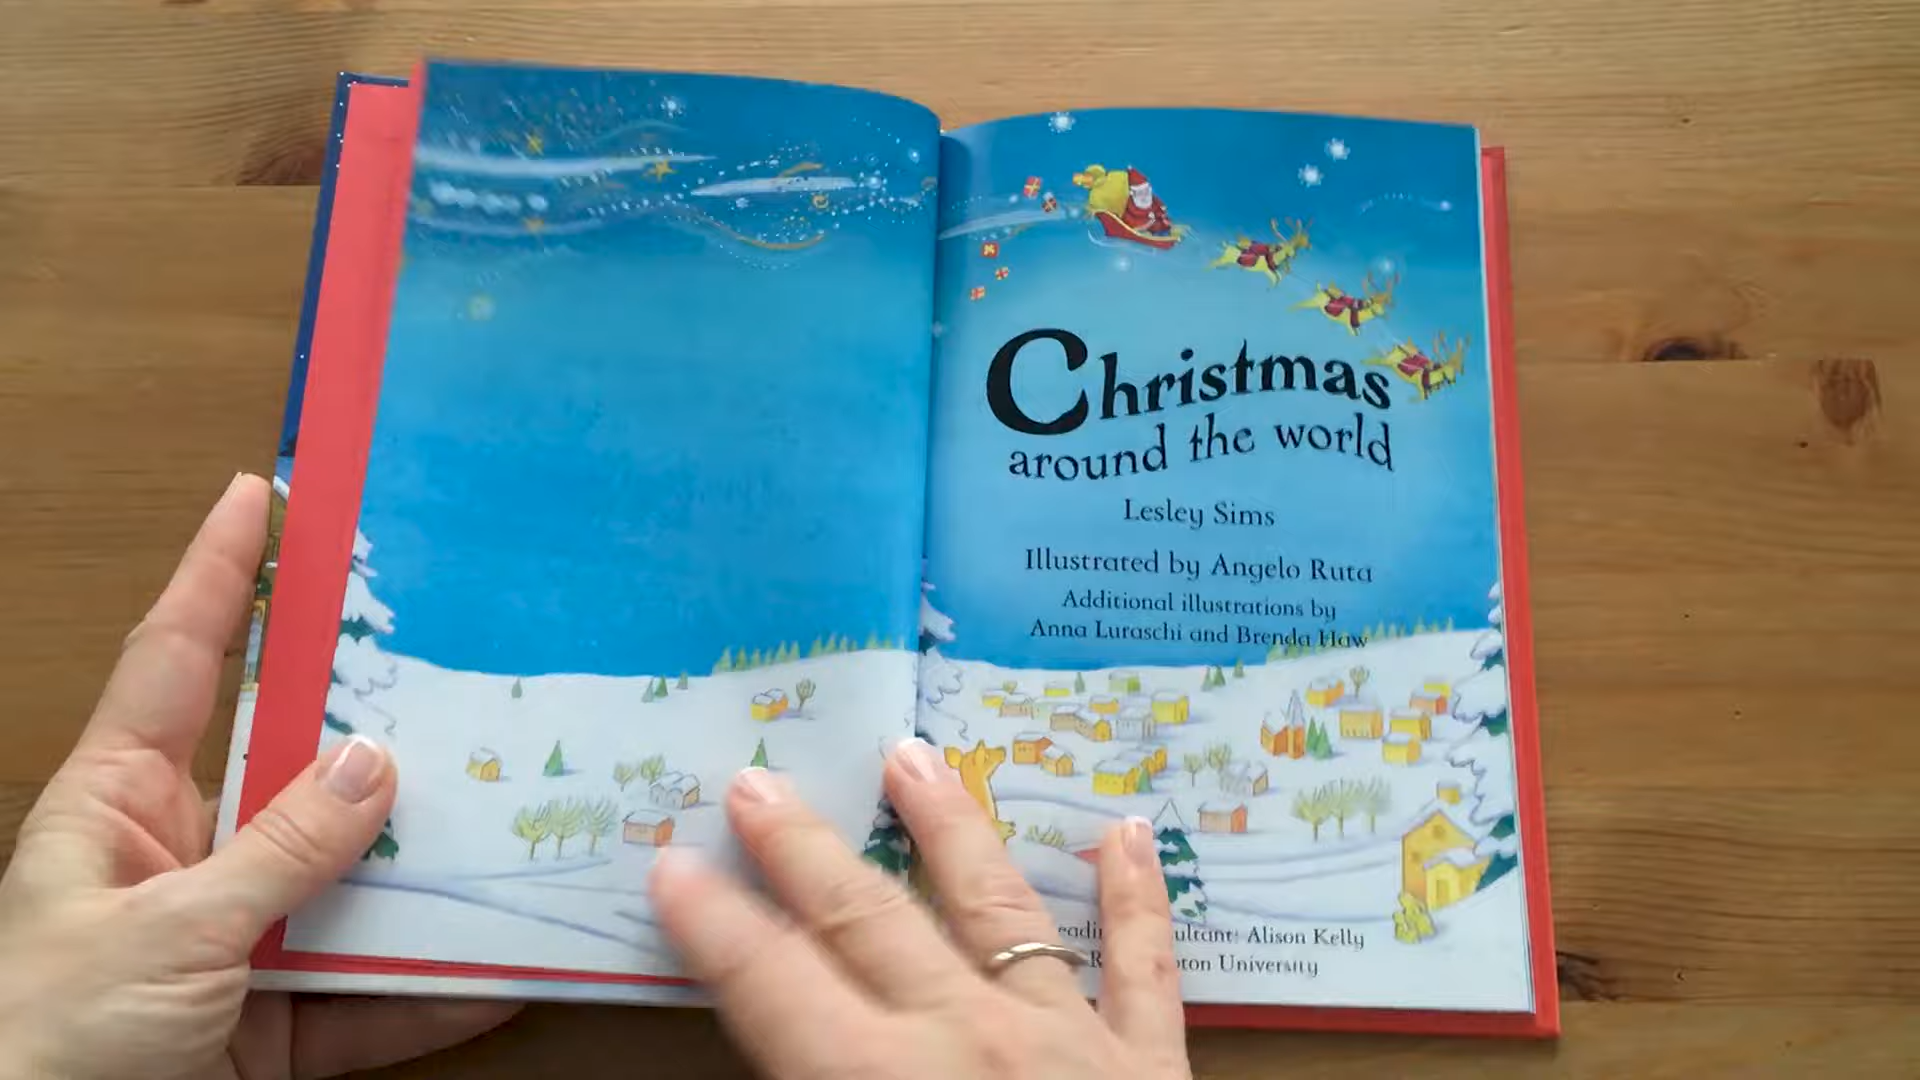 Christmas
around the world
Lesley Sims
Illustrated by Angelo Ruta
Additional illustrations by
Anna Luraschi and Brenda Haw
Alison Kelly
University